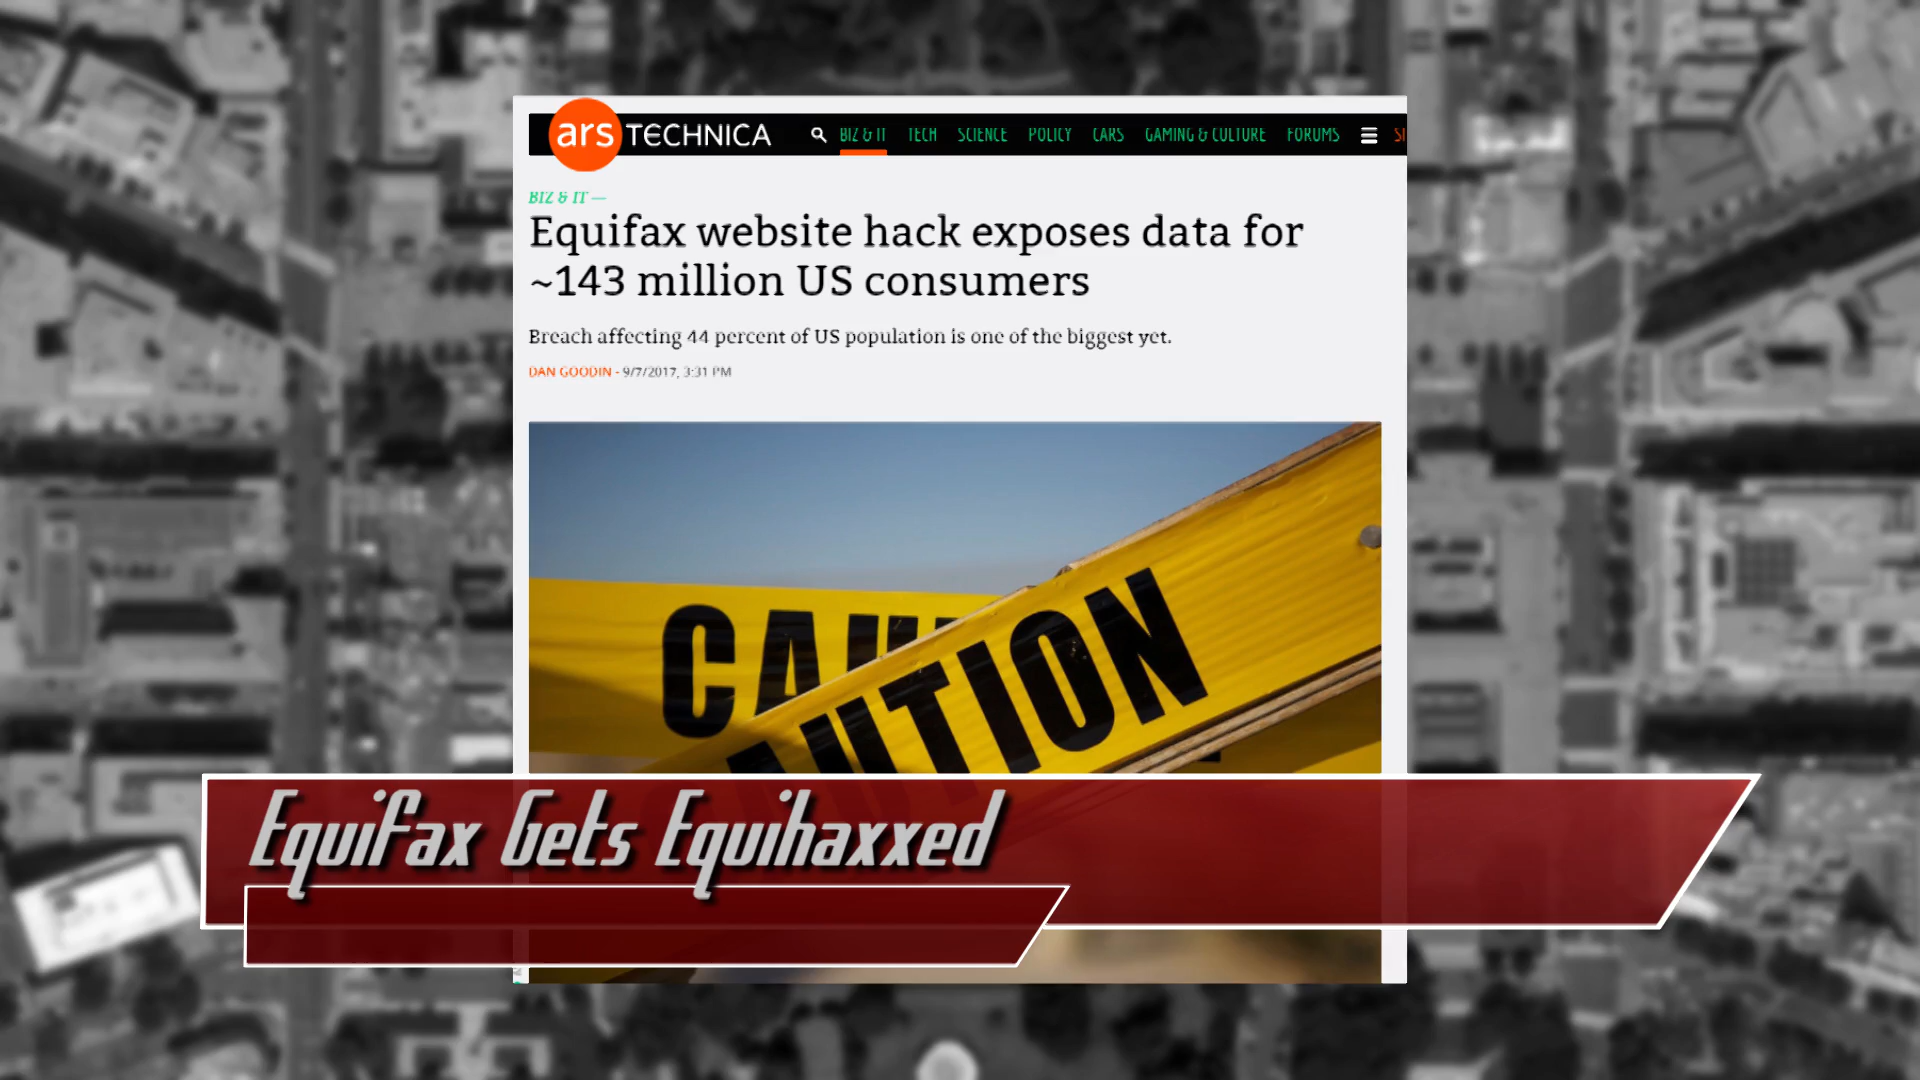 ars TECHNICA BIZ & IT TECH SCIENCE POLICY CARS GAMING & CULTURE FORUMS
BIZ & IT —
Equifax website hack exposes data for
~143 million US consumers
Breach affecting 44 percent of US population is one of the biggest yet.
DAN GOODIN - 9/7/2017, 3:31 PM
CAU
CAUTION
Equifax Gets Equihaxxed